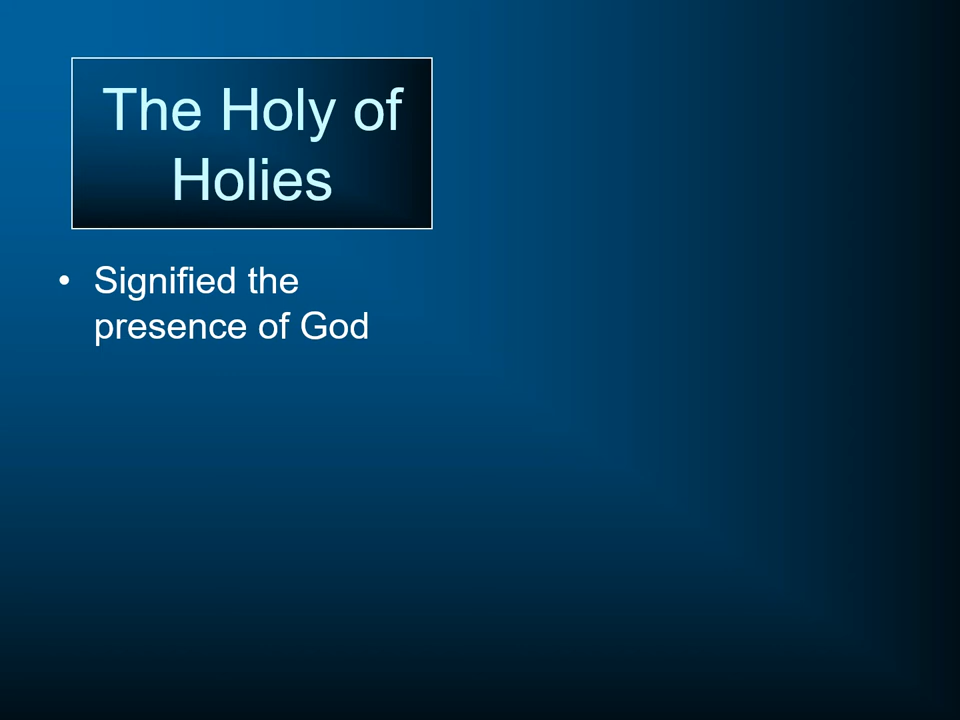 The Holy of
Holies
• Signified the
presence of God